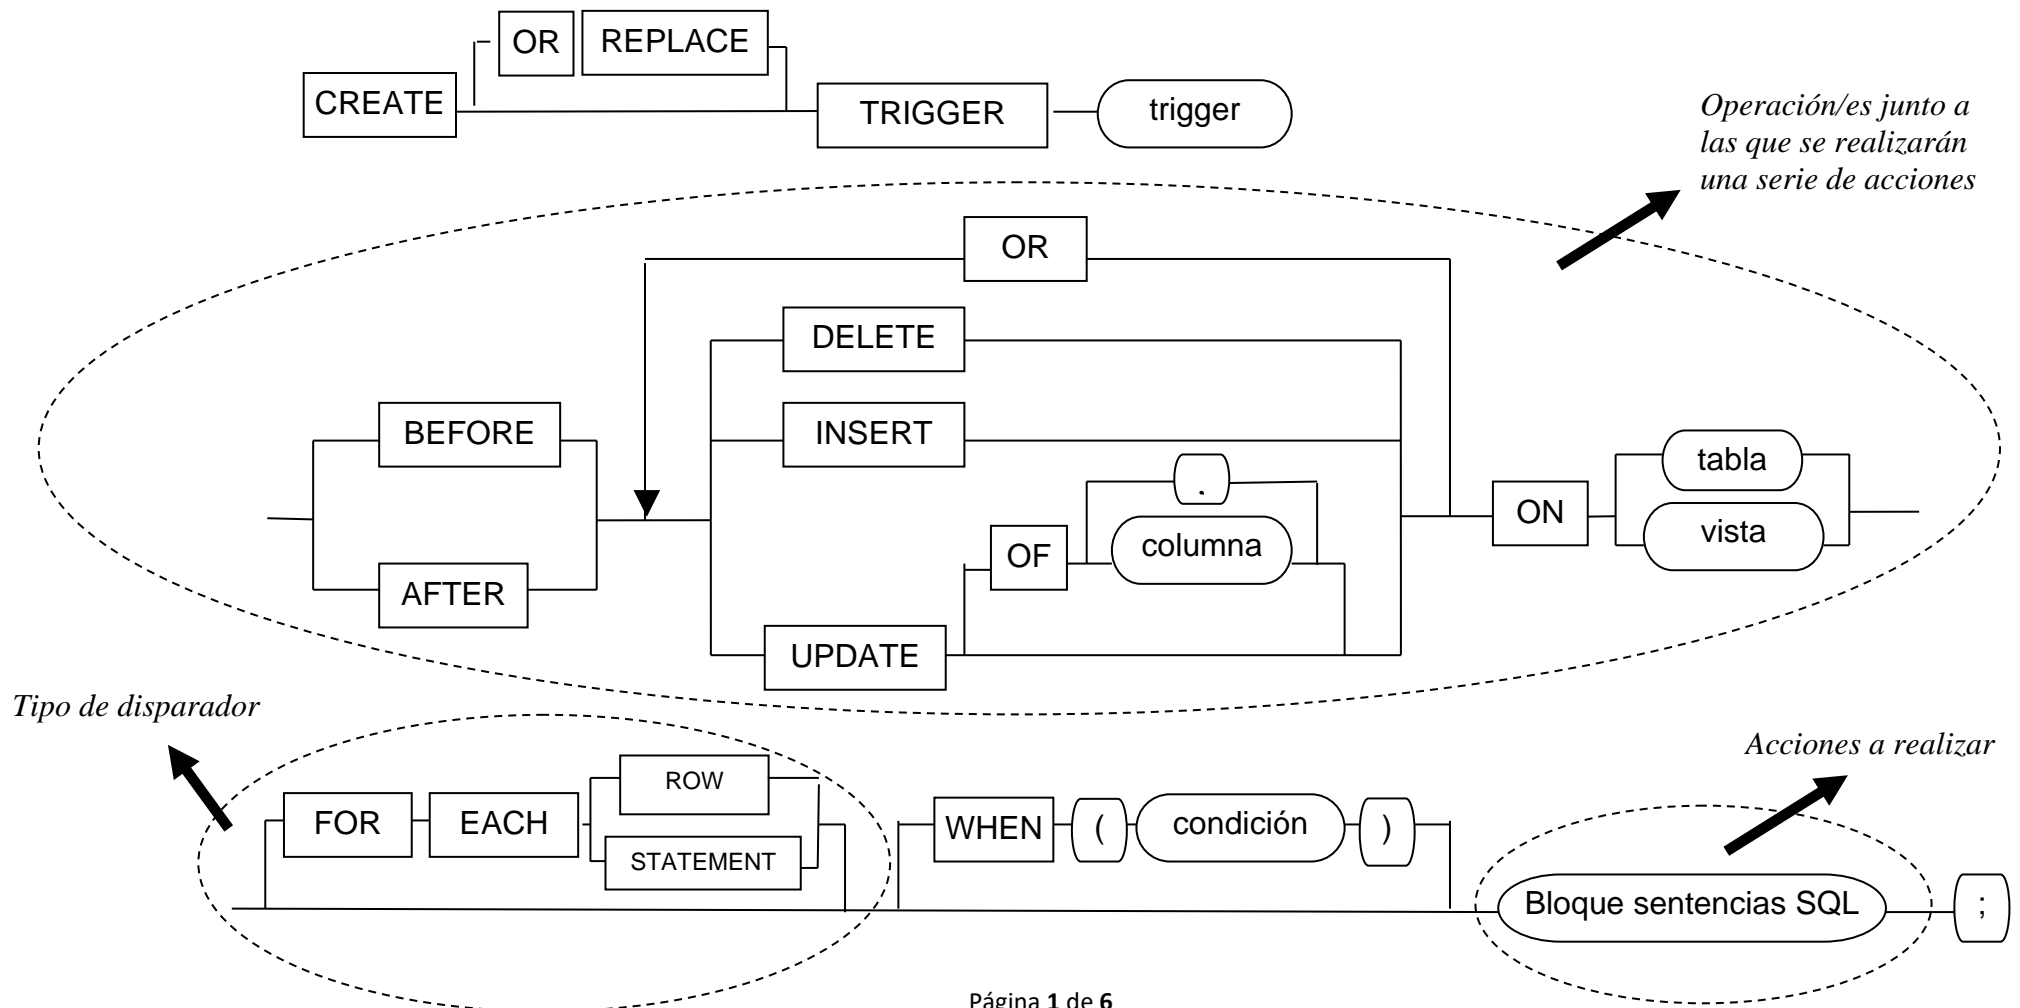 OR REPLACE
CREATE TRIGGER trigger
Operación/es junto a
las que se realizarán
una serie de acciones
OR
DELETE
BEFORE INSERT
tabla
.
ON
OF columna vista
AFTER
UPDATE
Tipo de disparador
Acciones a realizar
ROW
FOR EACH WHEN ( condición )
STATEMENT
Bloque sentencias SQL ;
Página 1 de 6